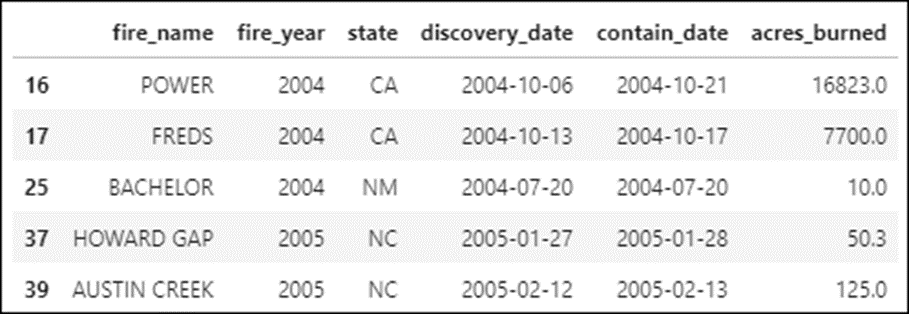 fire_name fire_year state discovery_date contain_date acres_burned
16 POWER 2004 CA 2004-10-06 2004-10-21 16823.0
17 FREDS 2004 CA 2004-10-13 2004-10-17 7700.0
25 BACHELOR 2004 NM 2004-07-20 2004-07-20 10.0
37 HOWARD GAP 2005 NC 2005-01-27 2005-01-28 50.3
39 AUSTIN CREEK 2005 NC 2005-02-12 2005-02-13 125.0